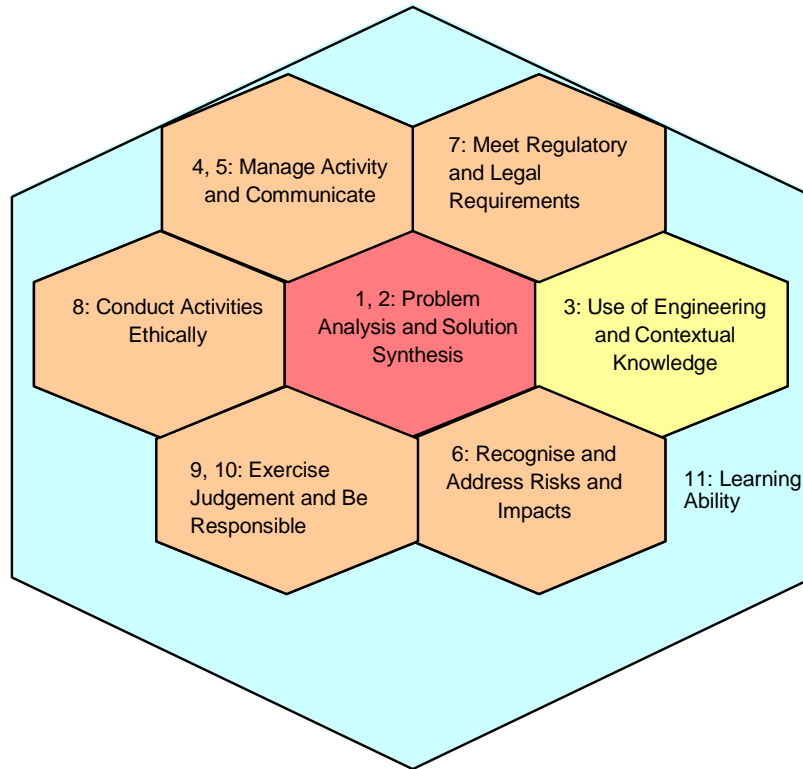 4, 5: Manage Activity
and Communicate
7: Meet Regulatory
and Legal
Requirements
8: Conduct Activities
Ethically
1, 2: Problem
Analysis and Solution
Synthesis
3: Use of Engineering
and Contextual
Knowledge
9, 10: Exercise
Judgement and Be
Responsible
6: Recognise and
Address Risks and
Impacts
11: Learning
Ability